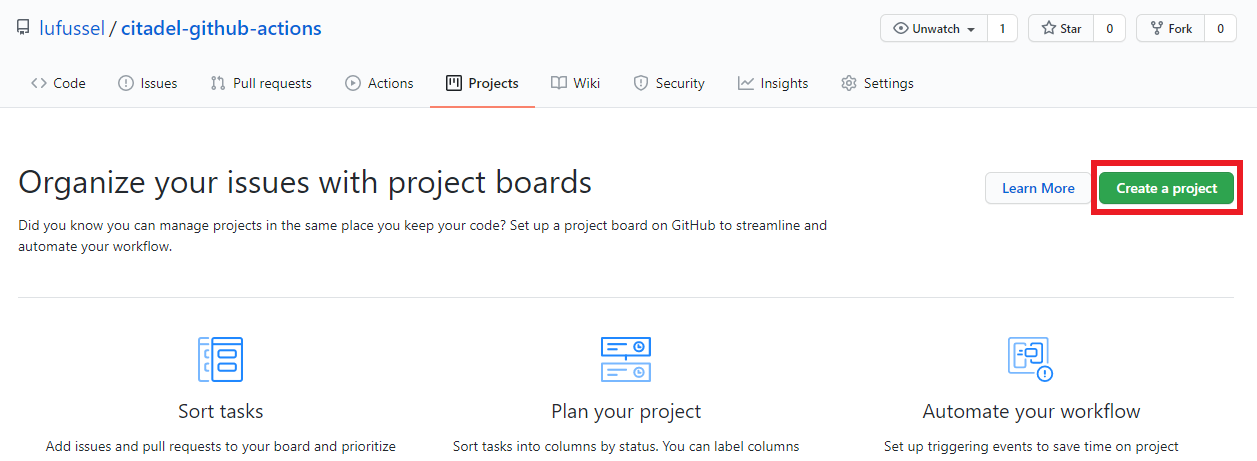 lufussel / citadel-github-actions
Unwatch 1 Star 0 Fork 0
Code Issues Pull requests Actions Projects Wiki Security Insights Settings
Organize your issues with project boards
Learn More Create a project
Did you know you can manage projects in the same place you keep your code? Set up a project board on GitHub to streamline and
automate your workflow.
Sort tasks
Add issues and pull requests to your board and prioritize
Plan your project
Sort tasks into columns by status. You can label columns
Automate your workflow
Set up triggering events to save time on project